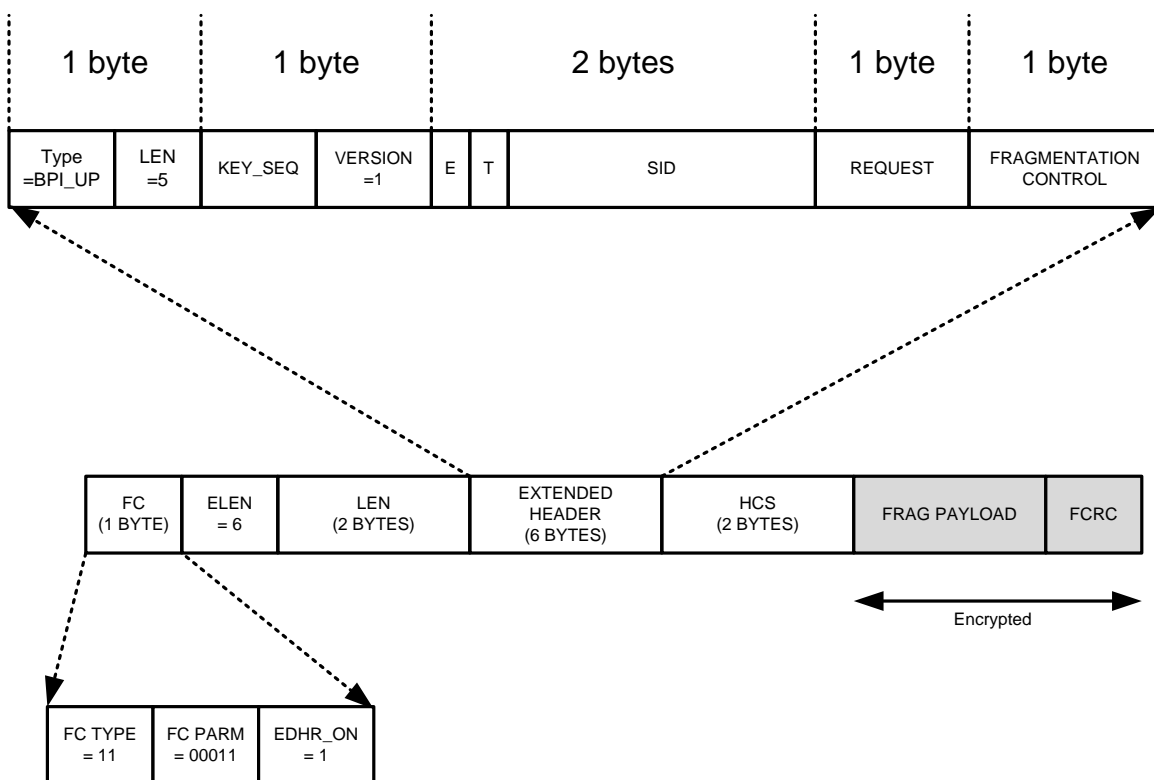 1 byte
1 byte
2 bytes
1 byte
1 byte
Type
=BPI_UP
LEN
=5
KEY_SEQ
VERSION
=1
E
T
SID
REQUEST
FRAGMENTATION
CONTROL
FC
(1 BYTE)
ELEN
= 6
LEN
(2 BYTES)
EXTENDED
HEADER
(6 BYTES)
HCS
(2 BYTES)
FRAG PAYLOAD
FCRC
Encrypted
FC TYPE
= 11
FC PARM
= 00011
EDHR_ON
= 1